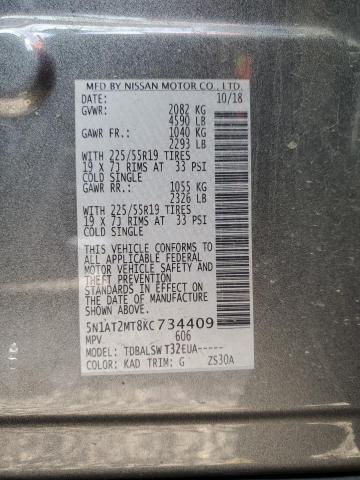 MFD BY NISSAN MOTOR CO., LTD.
DATE: 10/18
GVWR: 2082 KG
4590 LB
GAWR FR.: 1040 KG
2293 LB
WITH 225/55R19 TIRES
19 X 7J RIMS AT 33 PSI
COLD SINGLE
GAWR RR.: 1055 KG
2326 LB
WITH 225/55R19 TIRES
19 X 7J RIMS AT 33 PSI
COLD SINGLE
THIS VEHICLE CONFORMS TO
ALL APPLICABLE FEDERAL
MOTOR VEHICLE SAFETY AND
THEFT PREVENTION
STANDARDS IN EFFECT ON
THE DATE OF MANUFACTURE
SHOWN ABOVE.
5N1AT2MT8KC734409
MPV 606
MODEL: TDBALSWT32EUA-----
COLOR: KAD TRIM: G ZS30A